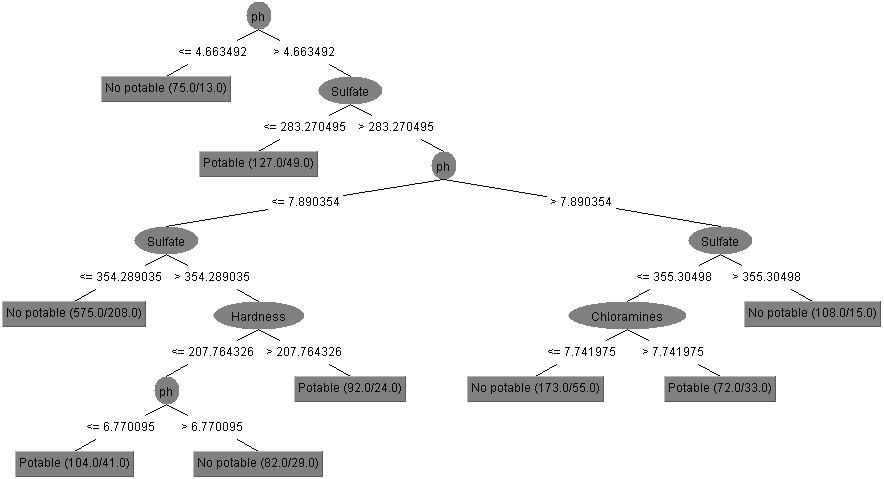 ph
<= 4.663492 > 4.663492
No potable (75.0/13.0)
Sulfate
<= 283.270495 > 283.270495
Potable (127.0/49.0)
ph
<= 7.890354 > 7.890354
Sulfate Sulfate
<= 354.289035 > 354.289035 <= 355.30498 > 355.30498
No potable (575.0/208.0) Hardness Chloramines No potable (108.0/15.0)
<= 207.764326 > 207.764326 <= 7.741975 > 7.741975
ph Potable (92.0/24.0) No potable (173.0/55.0) Potable (72.0/33.0)
<= 6.770095 > 6.770095
Potable (104.0/41.0) No potable (82.0/29.0)